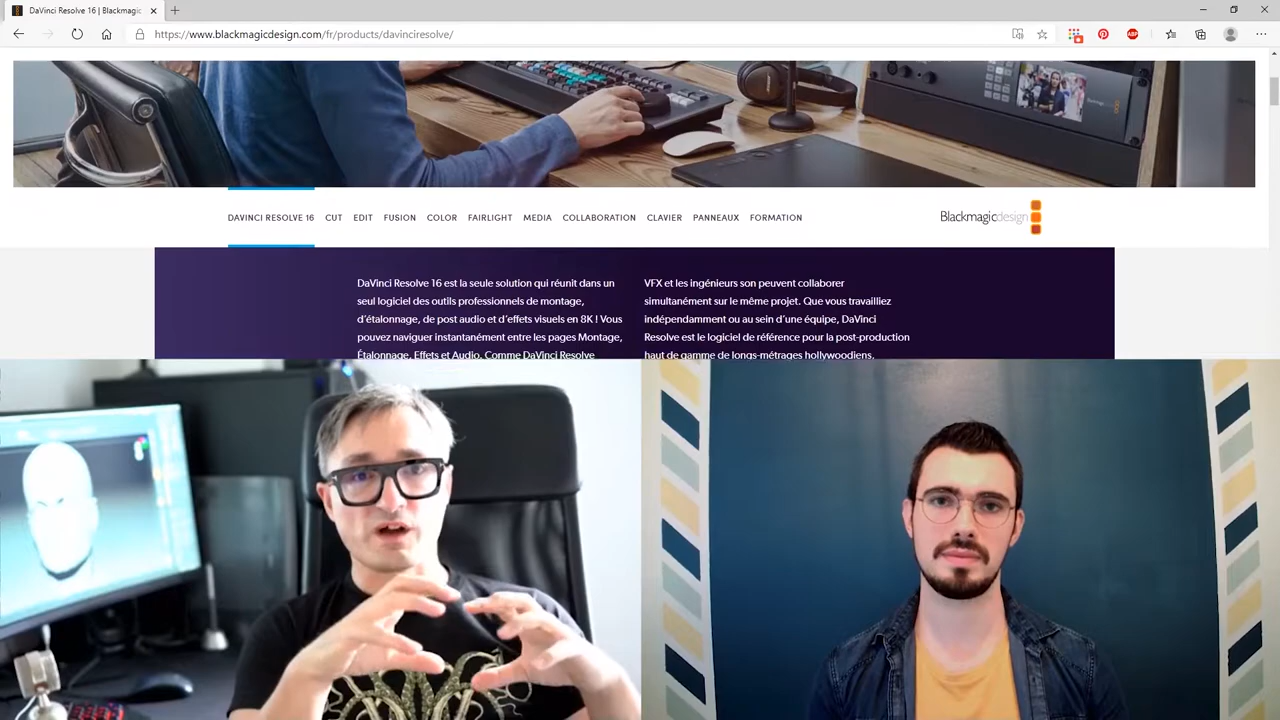 DaVinci Resolve 16 | Blackmagic
https://www.blackmagicdesign.com/fr/products/davinciresolve/
ABP
DAVINCI RESOLVE 16 CUT EDIT FUSION COLOR FAIRLIGHT MEDIA COLLABORATION CLAVIER PANNEAUX FORMATION
Blackmagicdesign
DaVinci Resolve 16 est la seule solution qui réunit dans un
seul logiciel des outils professionnels de montage,
d'étalonnage, de post audio et d'effets visuels en 8K ! Vous
pouvez naviguer instantanément entre les pages Montage,
Étalonnage, Effets et Audio. Comme DaVinci Resolve
VFX et les ingénieurs son peuvent collaborer
simultanément sur le même projet. Que vous travailliez
indépendamment ou au sein d'une équipe, DaVinci
Resolve est le logiciel de référence pour la post-production
haut de gamme de longs-métrages hollywoodiens.